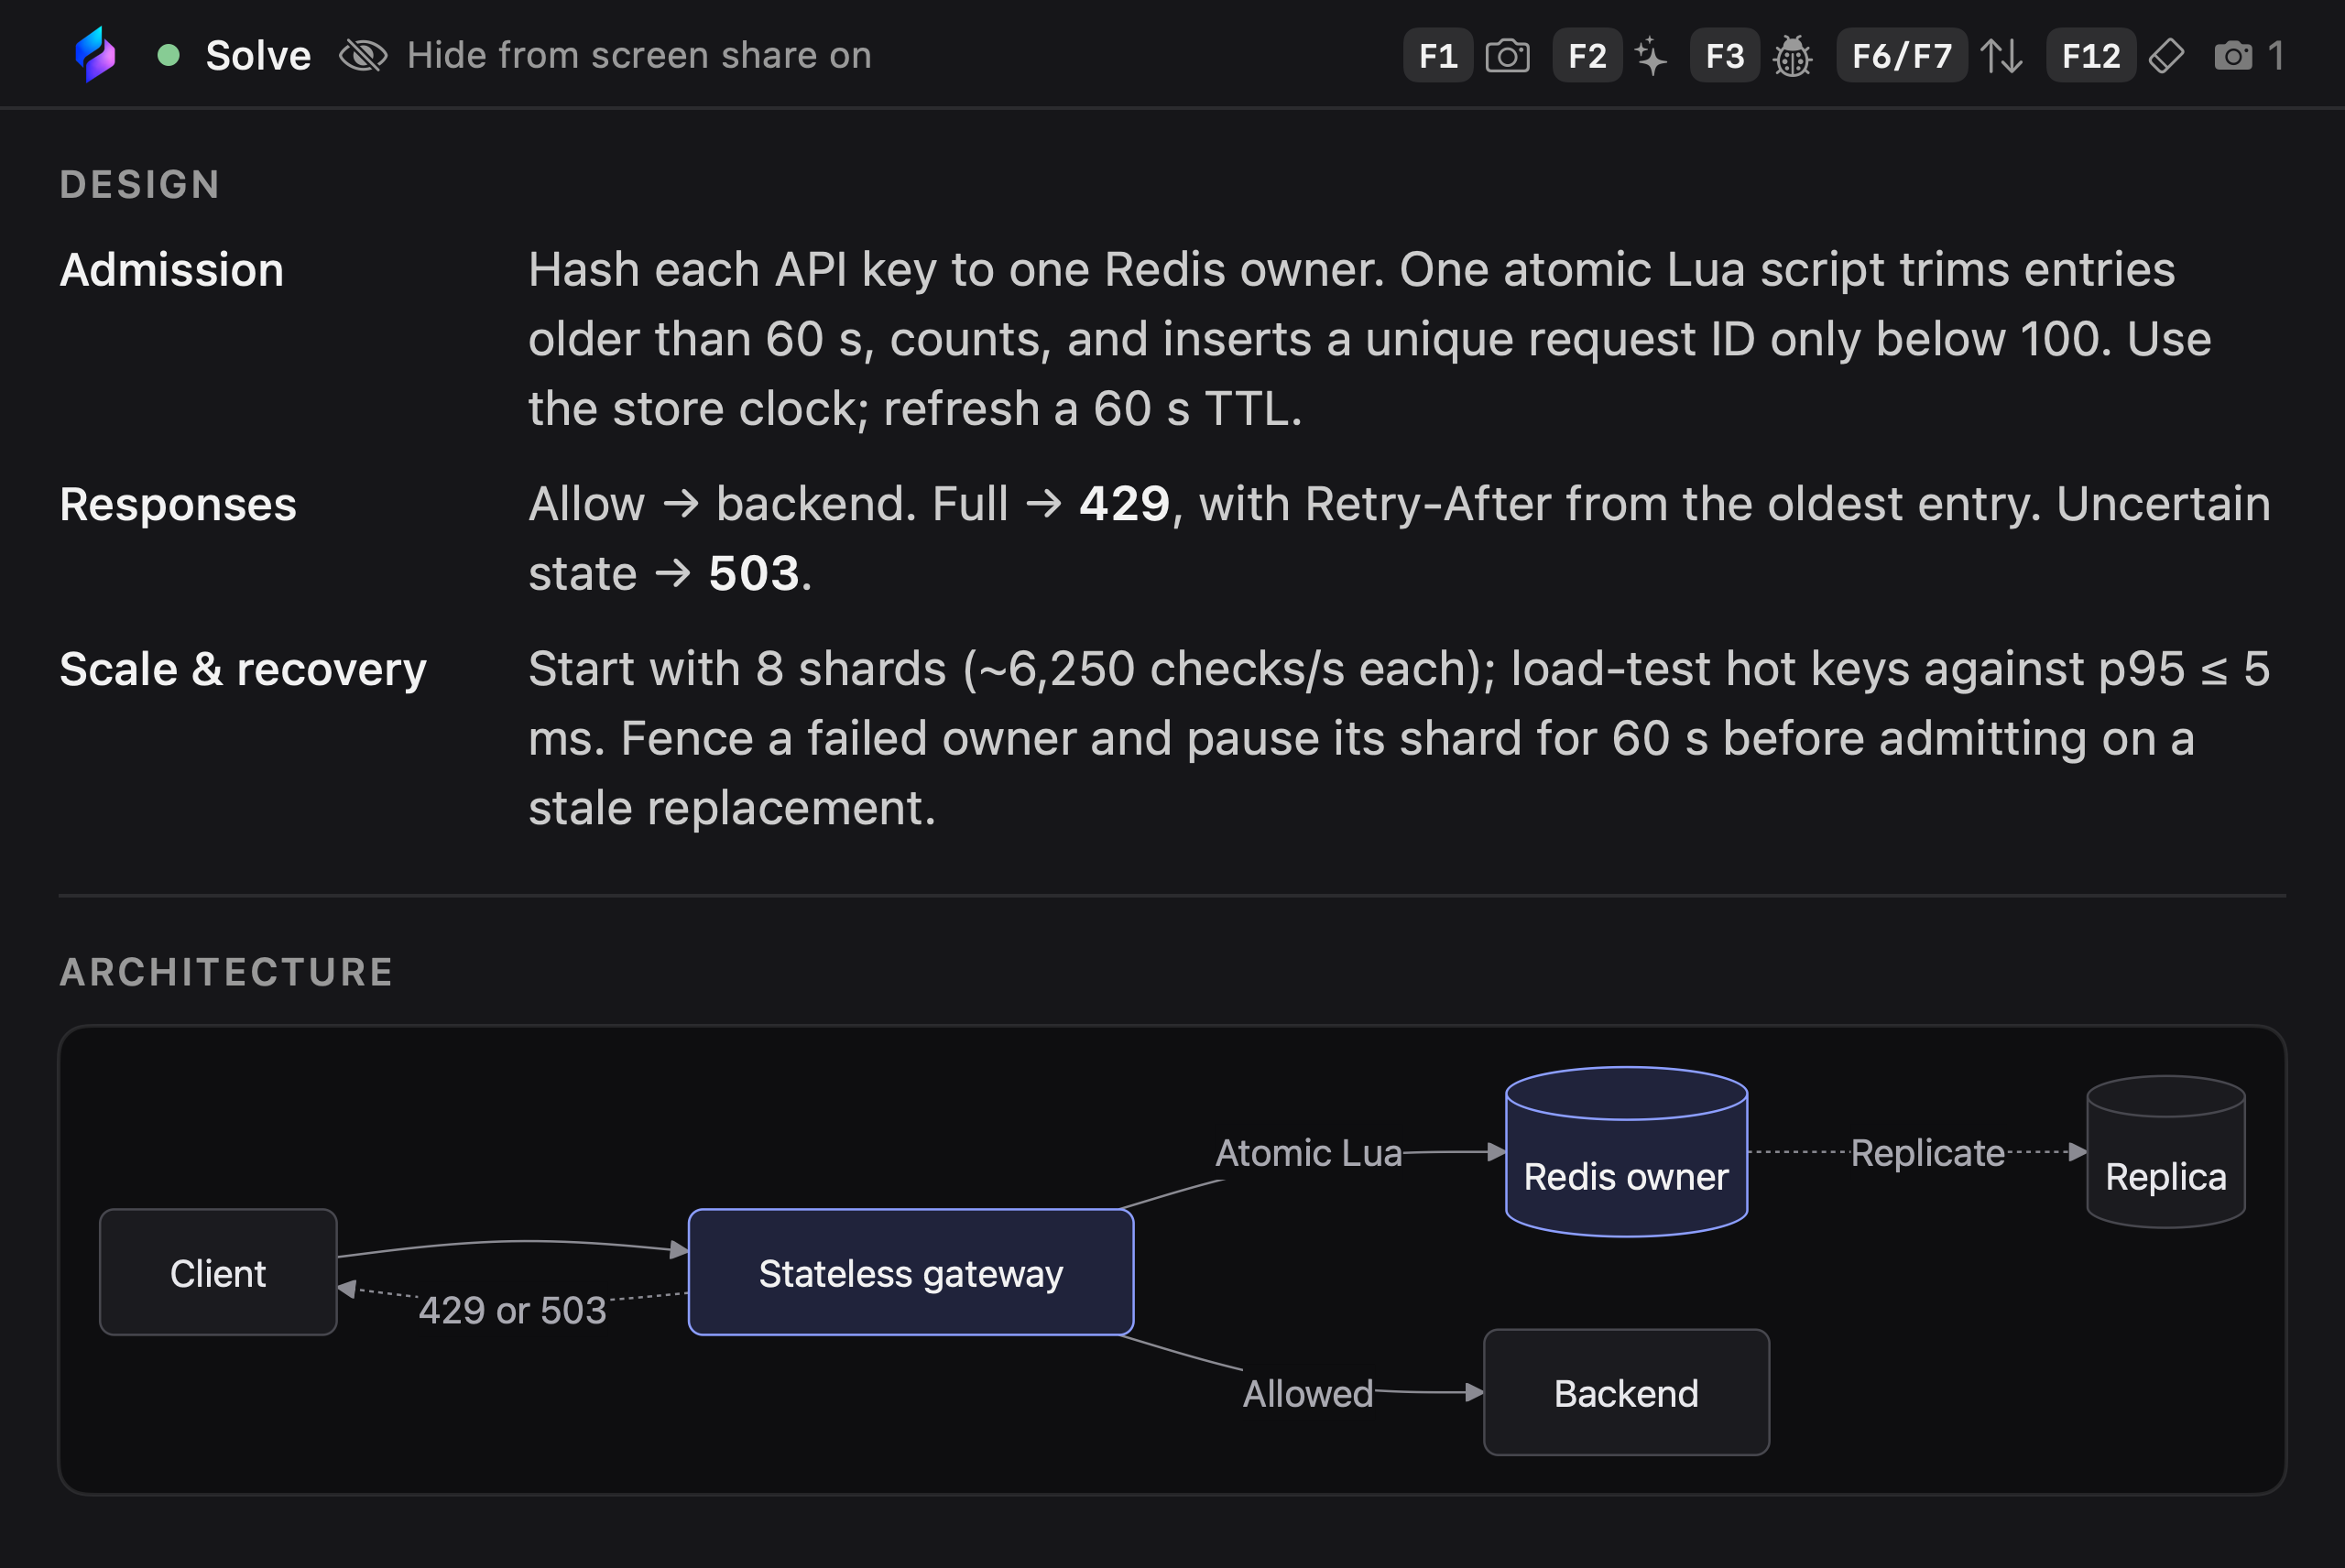 Solve Hide from screen share on F1 F2 F3 F6/F7 F12 1
DESIGN
Admission
Hash each API key to one Redis owner. One atomic Lua script trims entries
older than 60 s, counts, and inserts a unique request ID only below 100. Use
the store clock; refresh a 60 s TTL.
Responses
Allow → backend. Full → 429, with Retry-After from the oldest entry. Uncertain
state → 503.
Scale & recovery
Start with 8 shards (~6,250 checks/s each); load-test hot keys against p95 ≤ 5
ms. Fence a failed owner and pause its shard for 60 s before admitting on a
stale replacement.
ARCHITECTURE
Client
429 or 503
Stateless gateway
Atomic Lua
Redis owner
Replicate
Replica
Allowed
Backend